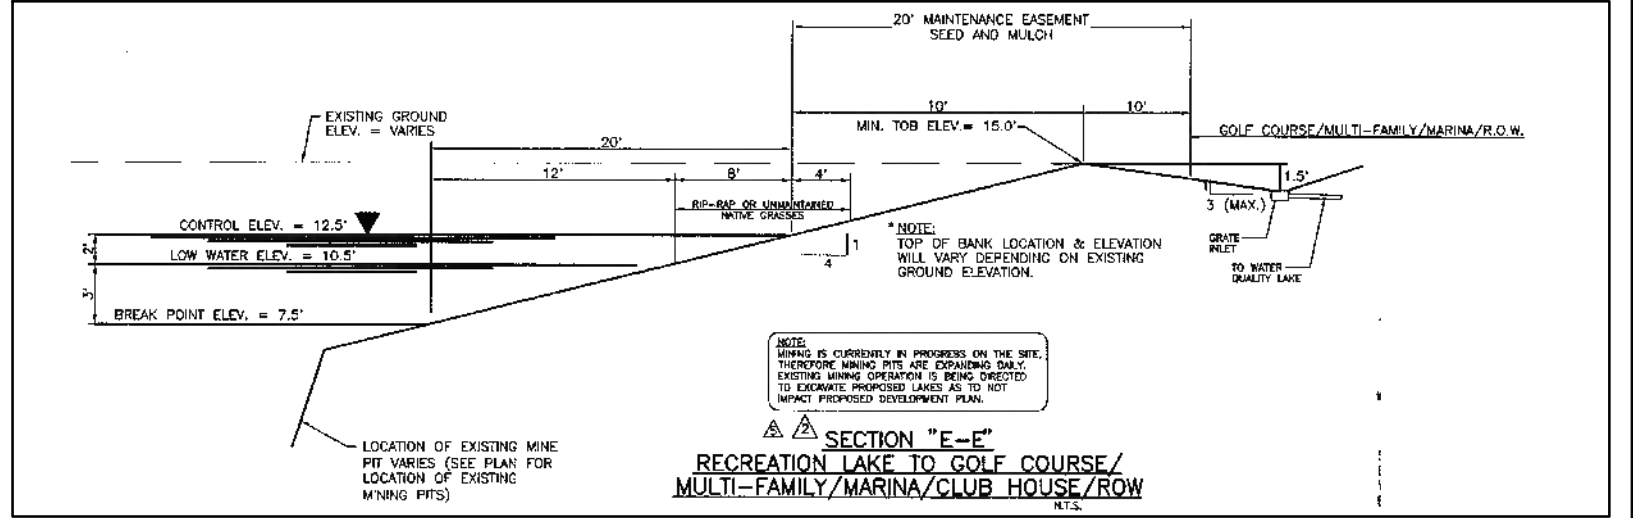 20' MAINTENANCE EASEMENT
SEED AND MULCH
10'
10'
EXISTING GROUND
ELEV. = VARIES
MIN. TOB ELEV.= 15.0'
GOLF COURSE/MULTI-FAMILY/MARINA/R.O.W.
20'
12'
8'
4'
1.5'
RIP-RAP OR UNMAINTAINED
NATIVE GRASSES
3 (MAX.)
1
CONTROL ELEV. = 12.5'
2'
LOW WATER ELEV. = 10.5'
3'
BREAK POINT ELEV. = 7.5'
1
4
* NOTE:
TOP OF BANK LOCATION & ELEVATION
WILL VARY DEPENDING ON EXISTING
GROUND ELEVATION.
GRATE
INLET
TO WATER
QUALITY LAKE
NOTE:
MINING IS CURRENTLY IN PROGRESS ON THE SITE,
THEREFORE MINING PITS ARE EXPANDING DAILY.
EXISTING MINING OPERATION IS BEING DIRECTED
TO EXCAVATE PROPOSED LAKES AS TO NOT
IMPACT PROPOSED DEVELOPMENT PLAN.
LOCATION OF EXISTING MINE
PIT VARIES (SEE PLAN FOR
LOCATION OF EXISTING
MINING PITS)
5 2 SECTION "E-E"
RECREATION LAKE TO GOLF COURSE/
MULTI-FAMILY/MARINA/CLUB HOUSE/ROW
N.T.S.